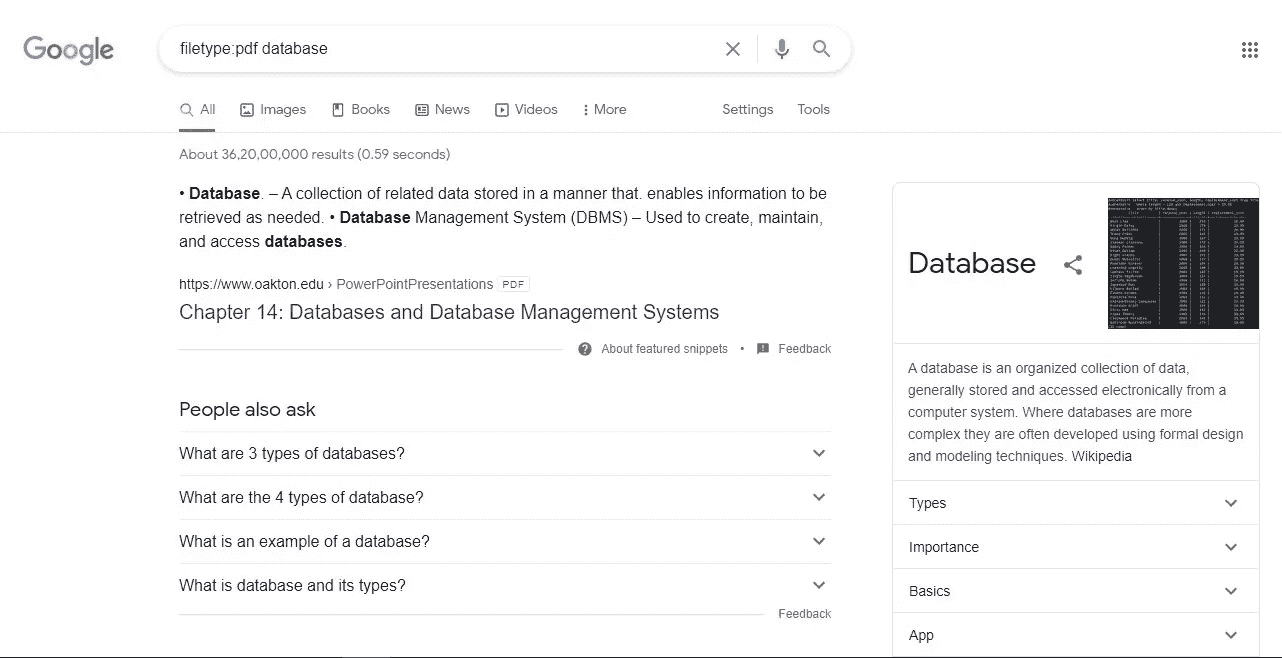 Google
filetype:pdf database
All Images Books News Videos More Settings Tools
About 36,20,00,000 results (0.59 seconds)
• Database. – A collection of related data stored in a manner that. enables information to be
retrieved as needed. • Database Management System (DBMS) – Used to create, maintain,
and access databases.
https://www.oakton.edu › PowerPointPresentations PDF
Chapter 14: Databases and Database Management Systems
About featured snippets • Feedback
People also ask
What are 3 types of databases?
What are the 4 types of database?
What is an example of a database?
What is database and its types?
Feedback
Database
A database is an organized collection of data,
generally stored and accessed electronically from a
computer system. Where databases are more
complex they are often developed using formal design
and modeling techniques. Wikipedia
Types
Importance
Basics
App